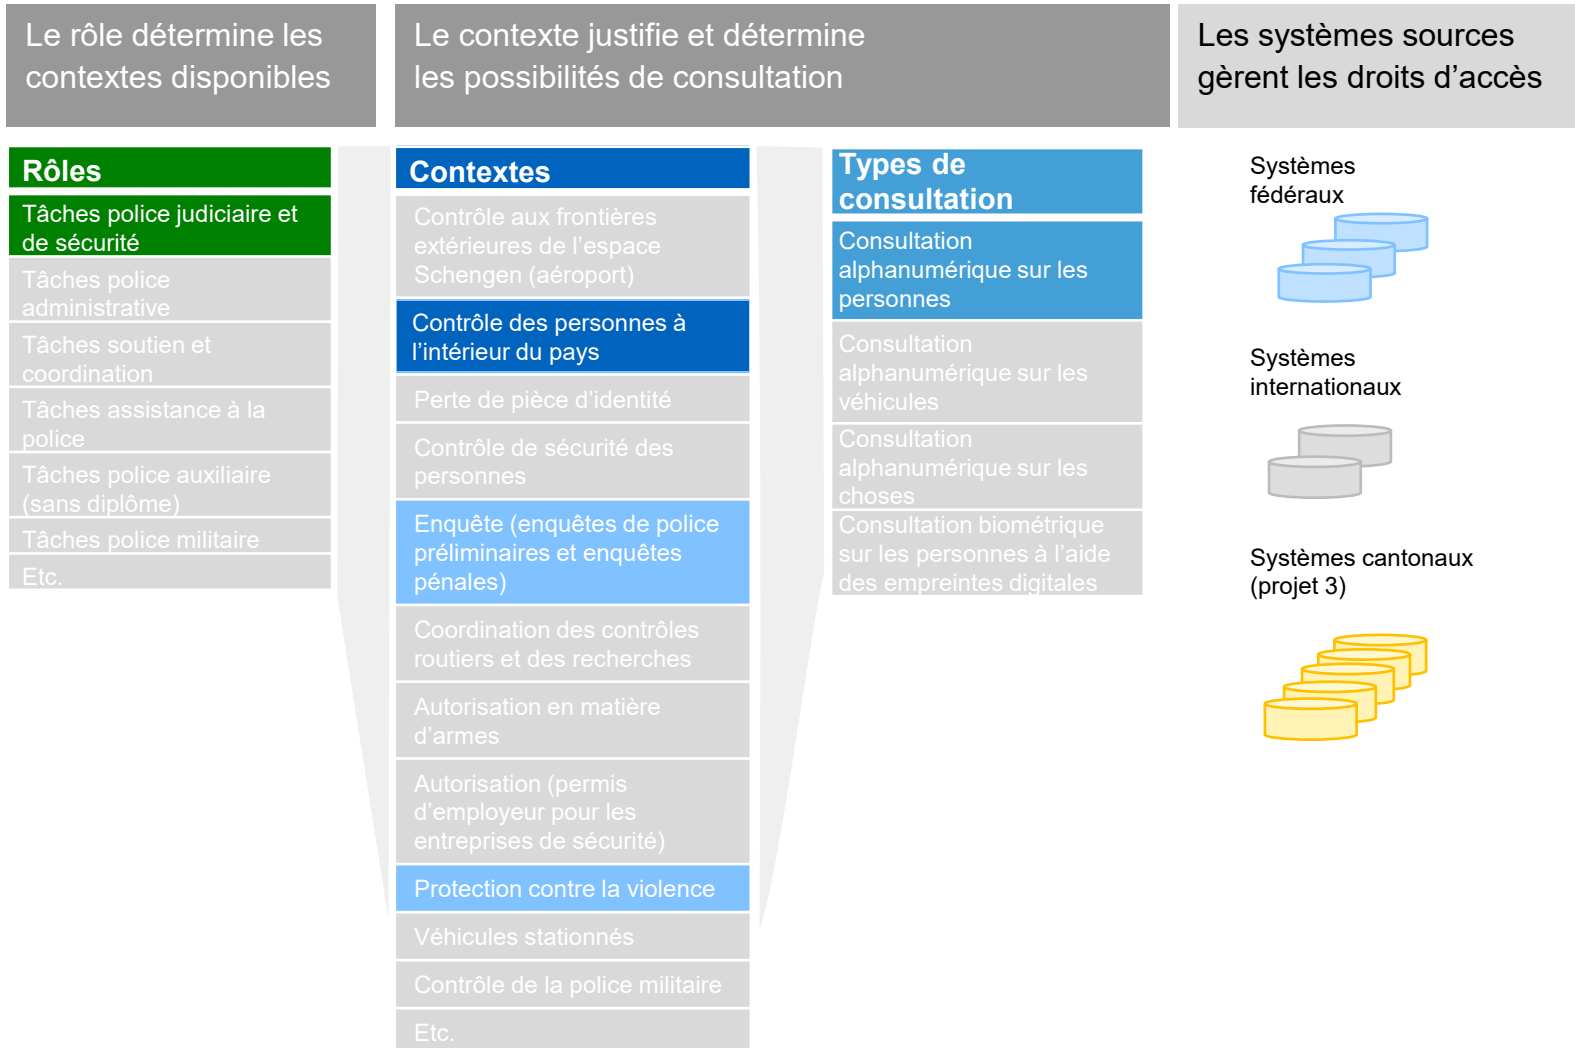 Le rôle détermine les
contextes disponibles
Le contexte justifie et détermine
les possibilités de consultation
Les systèmes sources
gèrent les droits d’accès
Rôles
Tâches police judiciaire et
de sécurité
Tâches police
administrative
Tâches soutien et
coordination
Tâches assistance à la
police
Tâches police auxiliaire
(sans diplôme)
Tâches police militaire
Etc.
Contextes
Contrôle aux frontières
extérieures de l’espace
Schengen (aéroport)
Contrôle des personnes à
l’intérieur du pays
Perte de pièce d’identité
Contrôle de sécurité des
personnes
Enquête (enquêtes de police
préliminaires et enquêtes
pénales)
Coordination des contrôles
routiers et des recherches
Autorisation en matière
d’armes
Autorisation (permis
d’employeur pour les
entreprises de sécurité)
Protection contre la violence
Véhicules stationnés
Contrôle de la police militaire
Etc.
Types de
consultation
Consultation
alphanumérique sur les
personnes
Consultation
alphanumérique sur les
véhicules
Consultation
alphanumérique sur les
choses
Consultation biométrique
sur les personnes à l’aide
des empreintes digitales
Systèmes
fédéraux
Systèmes
internationaux
Systèmes cantonaux
(projet 3)